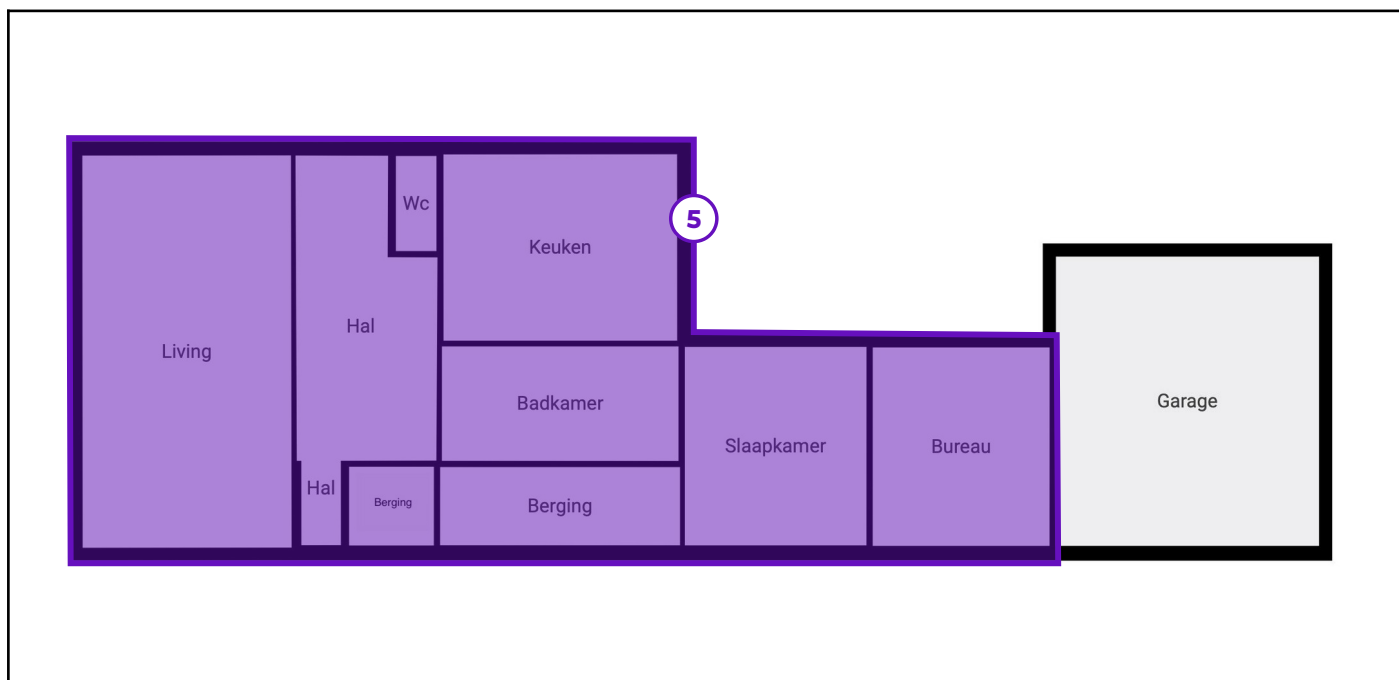 Wc
5
Keuken
Hal
Living
Badkamer
Garage
Slaapkamer
Bureau
Hal
Berging
Berging